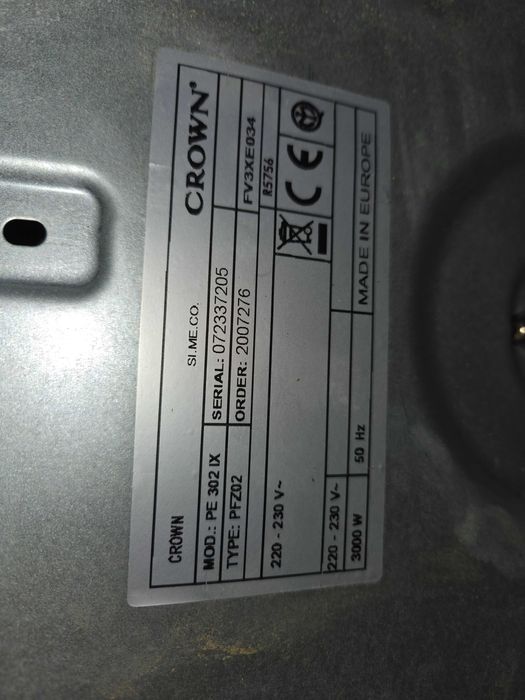 CROWN
SI.ME.CO.
CROWN
MOD.: PE 302 IX
SERIAL: 072337205
FV3XE034
TYPE: PFZ02
ORDER: 2007276
R5756
220 - 230 V~
CE
220 - 230 V~
3000 W
50 Hz
MADE IN EUROPE